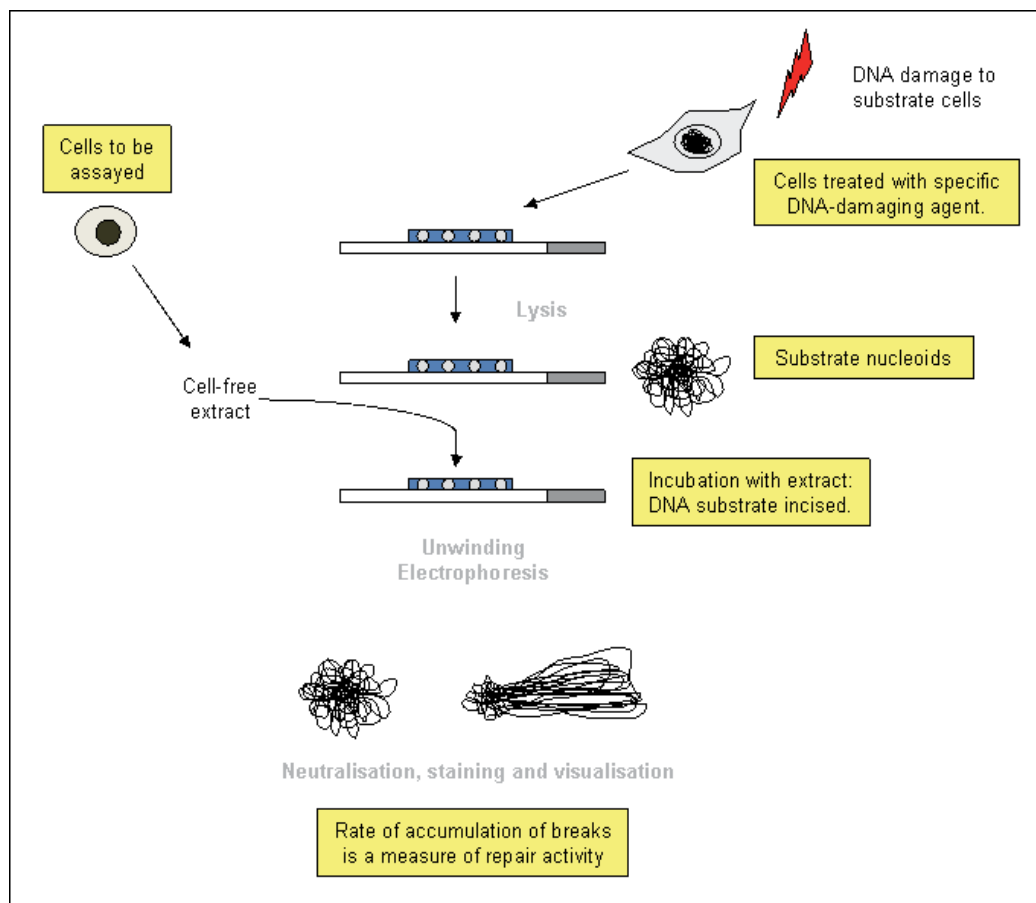 DNA damage to
substrate cells
Cells to be
assayed
Cells treated with specific
DNA-damaging agent.
Lysis
Substrate nucleoids
Cell-free
extract
Incubation with extract:
DNA substrate incised.
Unwinding
Electrophoresis
Neutralisation, staining and visualisation
Rate of accumulation of breaks
is a measure of repair activity